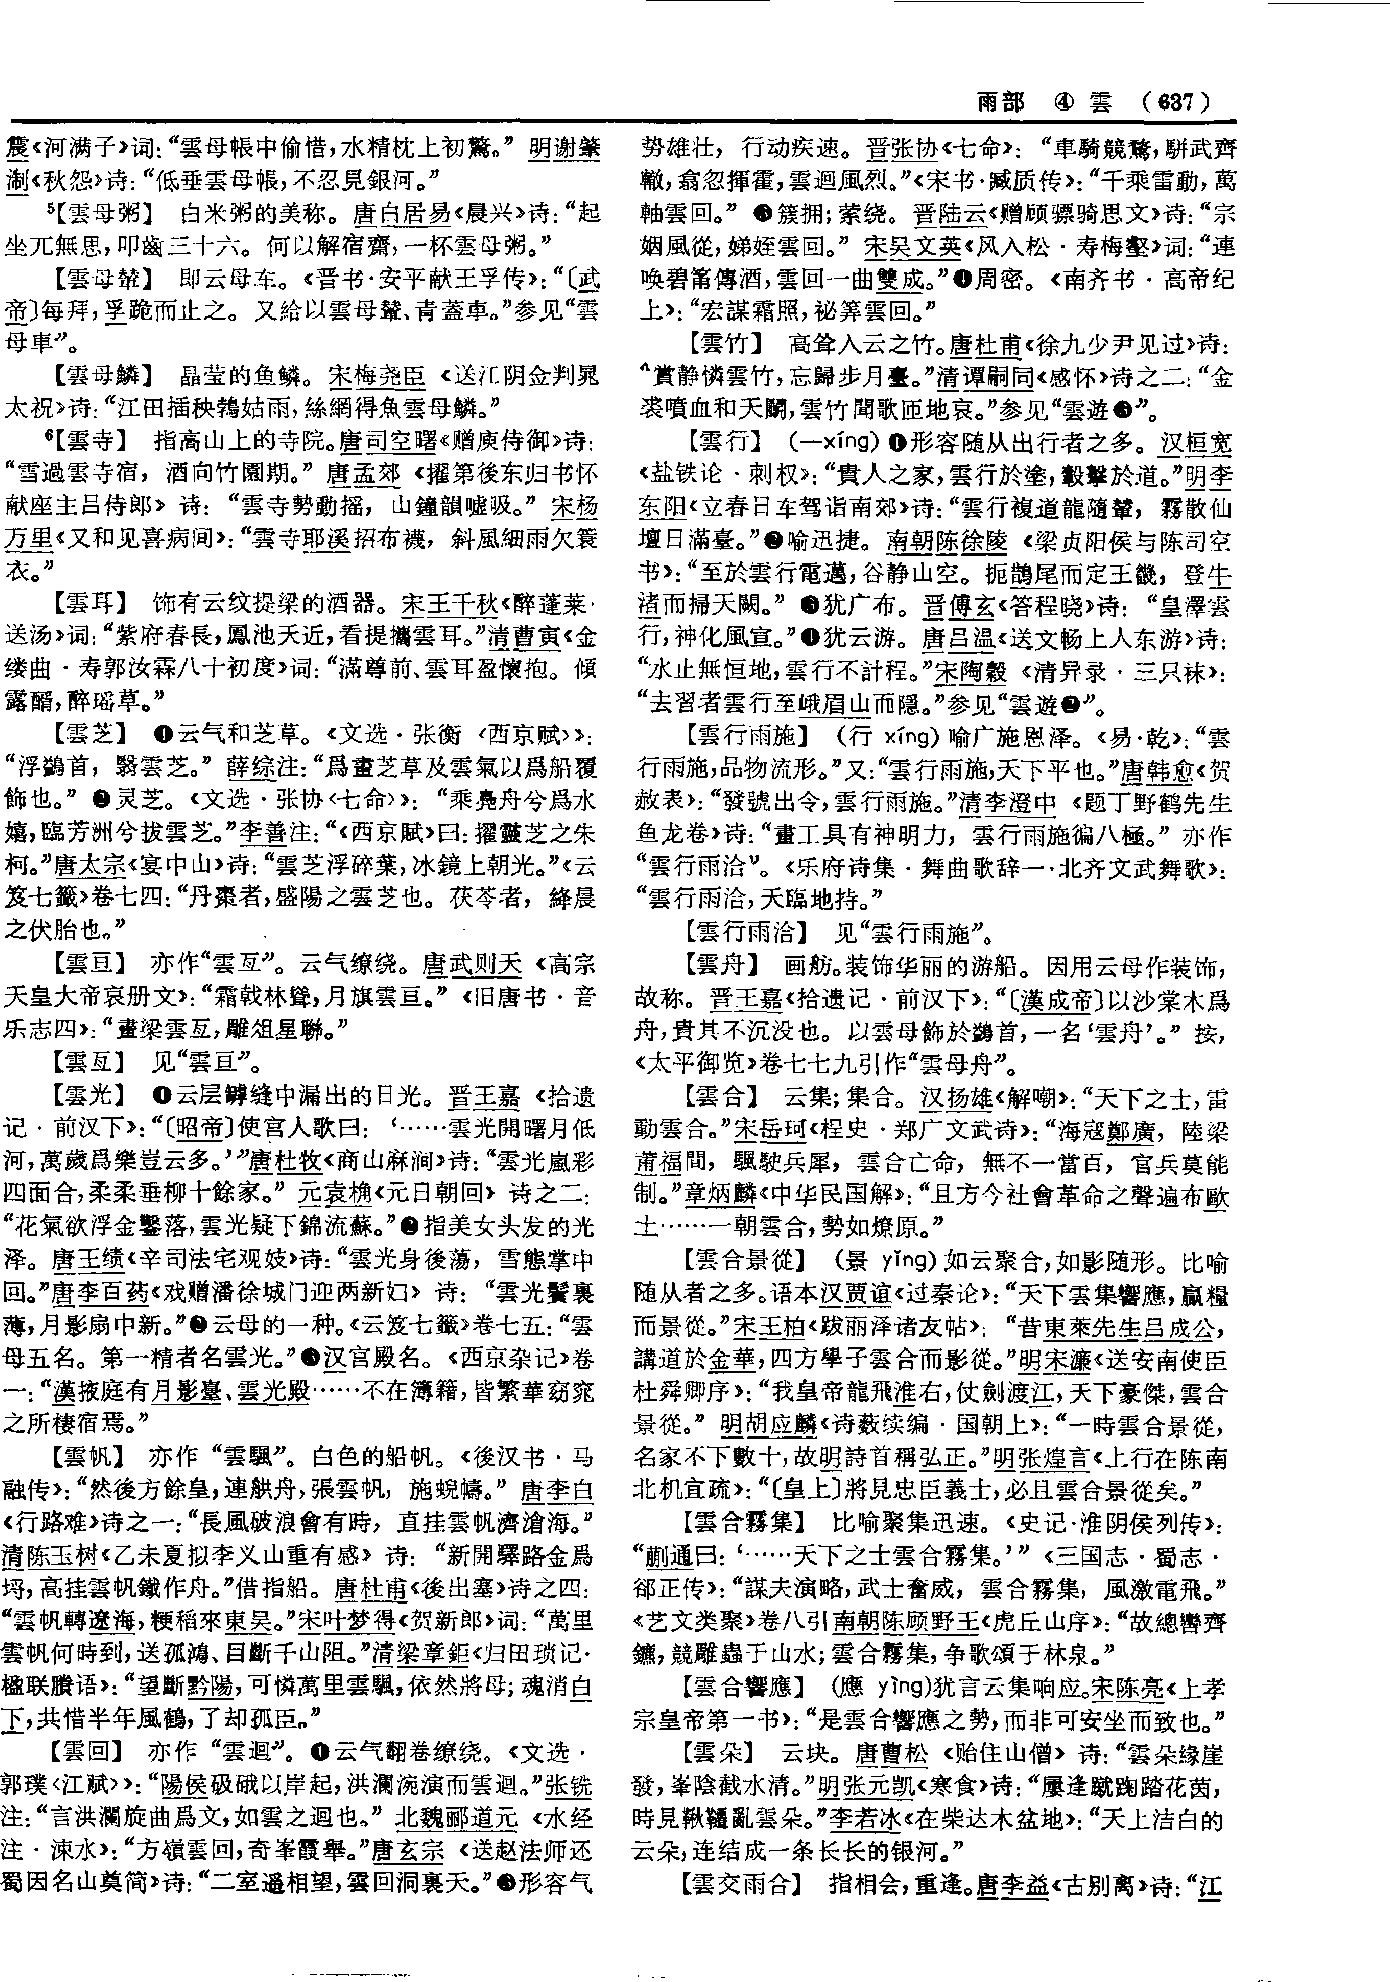 雨部 ④ 雲 (637)
震《河满子》词：“雲母帳中偷惜，水精枕上初驚。” 明谢肇
淛《秋怨》诗：“低垂雲母帳，不忍見銀河。”
5【雲母粥】 白米粥的美称。唐白居易《晨兴》诗：“起
坐兀無思，叩齒三十六。何以解宿齋，一杯雲母粥。”
【雲母輦】 即云母车。《晋书·安平献王孚传》：“〔武
帝〕每拜，孚跪而止之。又給以雲母輦、青蓋車。”参见“雲
母車”。
【雲母鱗】 晶莹的鱼鳞。宋梅尧臣《送江阴佥判晁
太祝》诗：“江田插秧鵓姑雨，絲網得魚雲母鱗。”
6【雲寺】 指高山上的寺院。唐司空曙《赠庾侍御》诗：
“雪過雲寺宿，酒向竹園期。” 唐孟郊《擢第後东归书怀
献座主吕侍郎》诗：“雲寺勢動摇，山鐘韻嘘吸。” 宋杨
万里《又和见喜病间》：“雲寺耶溪招布襪，斜風細雨欠簑
衣。”
【雲耳】 饰有云纹提梁的酒器。宋王千秋《醉蓬莱·
送汤》词：“紫府春長，鳳池天近，看提攜雲耳。”清曹寅《金
缕曲·寿郭汝霖八十初度》词：“滿尊前、雲耳盈懷抱。傾
露醑，醉瑶草。”
【雲芝】 ❶云气和芝草。《文选·张衡〈西京赋〉》：
“浮鷁首，翳雲芝。” 薛综注：“爲畫芝草及雲氣以爲船覆
飾也。” ❷灵芝。《文选·张协〈七命〉》：“乘鳧舟兮爲水
嬉，臨芳洲兮拔雲芝。”李善注：“《西京賦》曰：擢靈芝之朱
柯。”唐太宗《宴中山》诗：“雲芝浮碎葉，冰鏡上朝光。”《云
笈七籤》卷七四：“丹棗者，盛陽之雲芝也。茯苓者，絳晨
之伏胎也。”
【雲亘】 亦作“雲亙”。云气缭绕。唐武则天《高宗
天皇大帝哀册文》：“霜戟林聳，月旗雲亘。”《旧唐书·音
乐志四》：“畫梁雲亙，雕俎星聯。”
【雲亙】 见“雲亘”。
【雲光】 ❶云层罅缝中漏出的日光。晋王嘉《拾遗
记·前汉下》：“〔昭帝〕使宫人歌曰：‘……雲光開曙月低
河，萬歲爲樂豈云多。’”唐杜牧《商山麻涧》诗：“雲光嵐彩
四面合，柔柔垂柳十餘家。” 元袁桷《元日朝回》诗之二：
“花氣欲浮金鑿落，雲光疑下錦流蘇。”❷指美女头发的光
泽。唐王绩《辛司法宅观妓》诗：“雲光身後蕩，雪態掌中
回。”唐李百药《戏赠潘徐城门迎两新妇》诗：“雲光鬢裏
薄，月影扇中新。”❸云母的一种。《云笈七籤》卷七五：“雲
母五名。第一精者名雲光。”❹汉宫殿名。《西京杂记》卷
一：“漢掖庭有月影臺、雲光殿……不在簿籍，皆繁華窈窕
之所棲宿焉。”
【雲帆】 亦作“雲颿”。白色的船帆。《後汉书·马
融传》：“然後方餘皇，連舼舟，張雲帆，施蜺幬。” 唐李白
《行路难》诗之一：“長風破浪會有時，直挂雲帆濟滄海。”
清陈玉树《乙未夏拟李义山重有感》诗：“新開驛路金爲
埒，高挂雲帆鐵作舟。”借指船。唐杜甫《後出塞》诗之四：
“雲帆轉遼海，粳稻來東吴。”宋叶梦得《贺新郎》词：“萬里
雲帆何時到，送孤鴻、目斷千山阻。”清梁章鉅《归田琐记·
楹联賸语》：“望斷黔陽，可憐萬里雲颿，依然將母；魂消白
下，共惜半年風鶴，了却孤臣。”
【雲回】 亦作“雲迴”。❶云气翻卷缭绕。《文选·
郭璞〈江赋〉》：“陽侯砐硪以岸起，洪瀾涴演而雲迴。”张铣
注：“言洪瀾旋曲爲文，如雲之迴也。” 北魏郦道元《水经
注·涑水》：“方嶺雲回，奇峯霞舉。”唐玄宗《送赵法师还
蜀因名山奠简》诗：“二室遥相望，雲回洞裏天。”❷形容气
势雄壮，行动疾速。晋张协《七命》：“車騎競騖，駢武齊
轍，翕忽揮霍，雲迴風烈。”《宋书·臧质传》：“千乘雷動，萬
軸雲回。” ❸簇拥；萦绕。晋陆云《赠顾骠骑思文》诗：“宗
姻風從，娣姪雲回。” 宋吴文英《风入松·寿梅壑》词：“連
唤碧筩傳酒，雲回一曲雙成。”❹周密。《南齐书·高帝纪
上》：“宏謀霜照，祕筭雲回。”
【雲竹】 高耸入云之竹。唐杜甫《徐九少尹见过》诗：
“賞静憐雲竹，忘歸步月臺。”清谭嗣同《感怀》诗之二：“金
裘噴血和天鬭，雲竹聞歌匝地哀。”参见“雲遊❸”。
【雲行】 (—xíng) ❶形容随从出行者之多。汉桓宽
《盐铁论·刺权》：“貴人之家，雲行於塗，轂擊於道。”明李
东阳《立春日车驾诣南郊》诗：“雲行複道龍隨輦，霧散仙
壇日滿臺。”❷喻迅捷。南朝陈徐陵《梁贞阳侯与陈司空
书》：“至於雲行電邁，谷静山空。扼鵲尾而定王畿，登牛
渚而掃天闕。” ❸犹广布。晋傅玄《答程晓》诗：“皇澤雲
行，神化風宣。”❹犹云游。唐吕温《送文畅上人东游》诗：
“水止無恒地，雲行不計程。”宋陶穀《清异录·三只袜》：
“去習者雲行至峨眉山而隱。”参见“雲遊❷”。
【雲行雨施】 (行 xíng) 喻广施恩泽。《易·乾》：“雲
行雨施，品物流形。”又：“雲行雨施，天下平也。”唐韩愈《贺
赦表》：“發號出令，雲行雨施。”清李澄中《题丁野鹤先生
鱼龙卷》诗：“畫工具有神明力，雲行雨施徧八極。”亦作
“雲行雨洽”。《乐府诗集·舞曲歌辞一·北齐文武舞歌》：
“雲行雨洽，天臨地持。”
【雲行雨洽】 见“雲行雨施”。
【雲舟】 画舫。装饰华丽的游船。因用云母作装饰，
故称。晋王嘉《拾遗记·前汉下》：“〔漢成帝〕以沙棠木爲
舟，貴其不沉没也。以雲母飾於鷁首，一名‘雲舟’。” 按，
《太平御览》卷七七九引作“雲母舟”。
【雲合】 云集；集合。汉扬雄《解嘲》：“天下之士，雷
動雲合。”宋岳珂《桯史·郑广文武诗》：“海寇鄭廣，陸梁
莆福間，颿駛兵犀，雲合亡命，無不一當百，官兵莫能
制。”章炳麟《中华民国解》：“且方今社會革命之聲遍布歐
土……一朝雲合，勢如燎原。”
【雲合景從】 (景 yǐng) 如云聚合，如影随形。比喻
随从者之多。语本汉贾谊《过秦论》：“天下雲集響應，贏糧
而景從。”宋王柏《跋丽泽诸友帖》：“昔東萊先生吕成公，
講道於金華，四方學子雲合而影從。”明宋濂《送安南使臣
杜舜卿序》：“我皇帝龍飛淮右，仗劍渡江，天下豪傑，雲合
景從。” 明胡应麟《诗薮续编·国朝上》：“一時雲合景從，
名家不下數十，故明詩首稱弘正。”明张煌言《上行在陈南
北机宜疏》：“〔皇上〕將見忠臣義士，必且雲合景從矣。”
【雲合霧集】 比喻聚集迅速。《史记·淮阴侯列传》：
“蒯通曰：‘……天下之士雲合霧集。’”《三国志·蜀志·
郤正传》：“謀夫演略，武士奮威，雲合霧集，風激電飛。”
《艺文类聚》卷八引南朝陈顾野王《虎丘山序》：“故總轡齊
鑣，競雕蟲于山水；雲合霧集，争歌頌于林泉。”
【雲合響應】 (應 yìng)犹言云集响应。宋陈亮《上孝
宗皇帝第一书》：“是雲合響應之勢，而非可安坐而致也。”
【雲朵】 云块。唐曹松《贻住山僧》诗：“雲朵緣崖
發，峯陰截水清。”明张元凯《寒食》诗：“屢逢蹴踘踏花茵，
時見鞦韆亂雲朵。”李若冰《在柴达木盆地》：“天上洁白的
云朵，连结成一条长长的银河。”
【雲交雨合】 指相会，重逢。唐李益《古别离》诗：“江